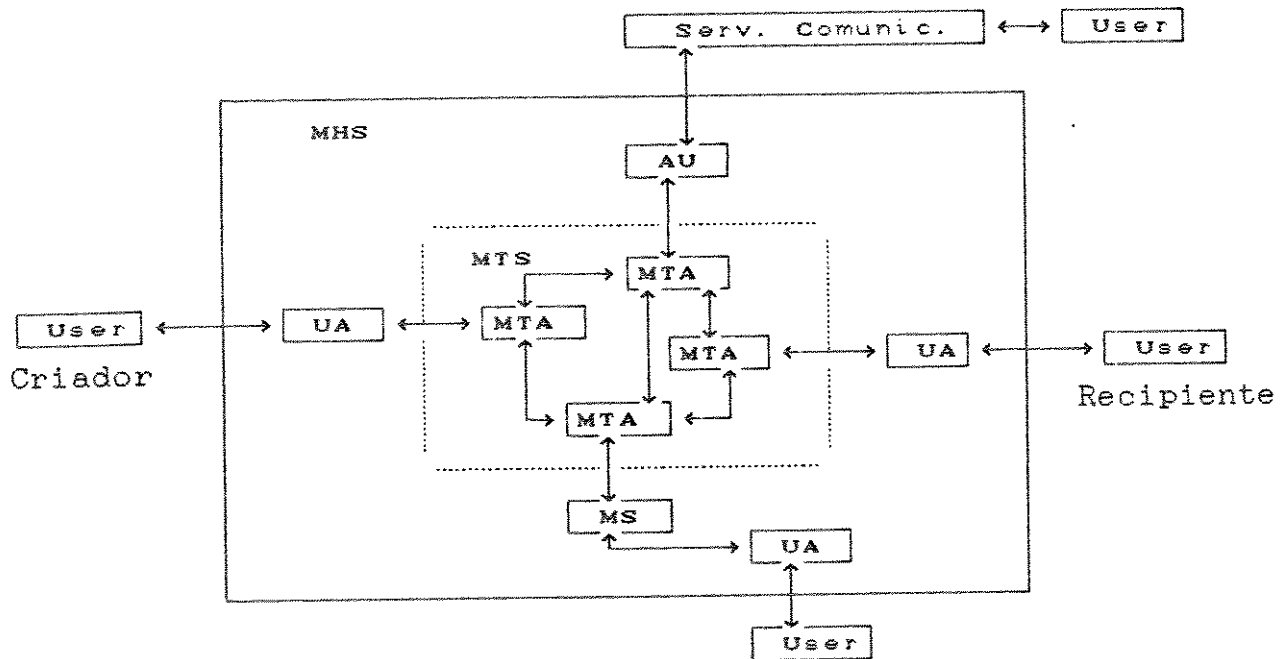 Serv. Comunic. User
MHS
AU
MTS MTA
User UA MTA
MTA UA User
Criador
Recipiente
MTA
MS
UA
User